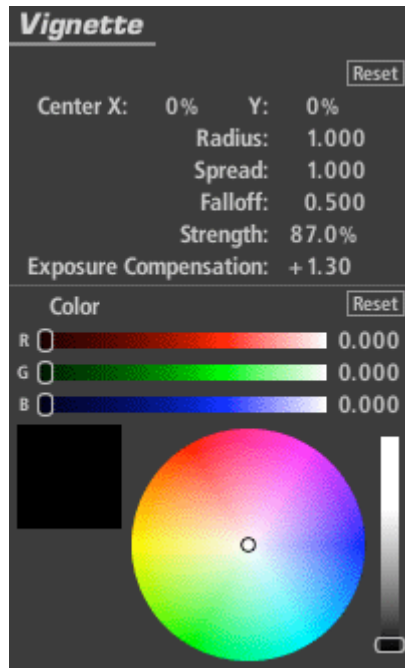 Vignette
Reset
Center X: 0% Y: 0%
Radius: 1.000
Spread: 1.000
Falloff: 0.500
Strength: 87.0%
Exposure Compensation: +1.30
Color Reset
R 0.000
G 0.000
B 0.000